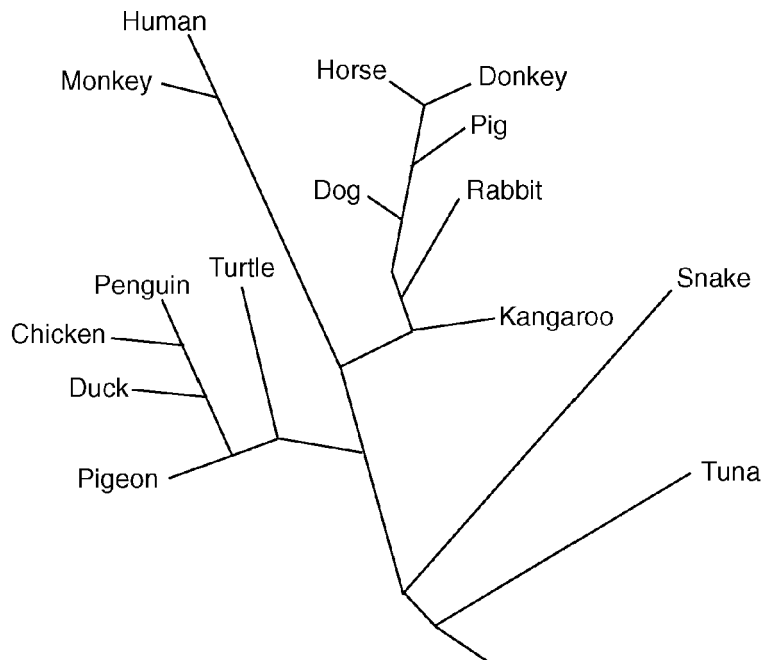 Human
Monkey
Horse
Donkey
Pig
Dog
Rabbit
Turtle
Penguin
Snake
Chicken
Kangaroo
Duck
Pigeon
Tuna